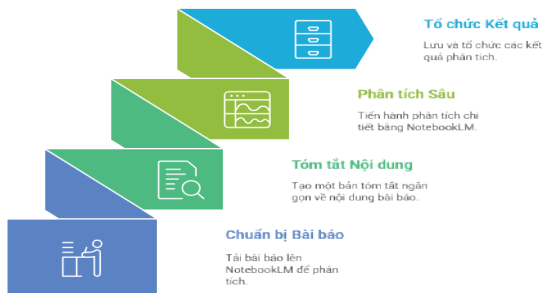 Tổ chức Kết quả
Lưu và tổ chức các kết
quả phân tích.
Phân tích Sâu
Tiến hành phân tích chi
tiết bằng NotebookLM.
Tóm tắt Nội dung
Tạo một bản tóm tắt ngắn
gọn về nội dung bài báo.
Chuẩn bị Bài báo
Tải bài báo lên
NotebookLM để phân
tích.